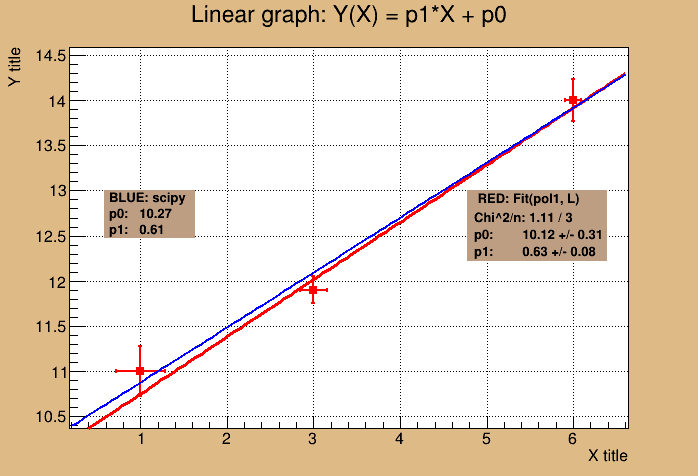 Linear graph: Y(X) = p1*X + p0
Y title
14.5
14
13.5
13
12.5
12
11.5
11
10.5
BLUE: scipy
p0: 10.27
p1: 0.61
RED: Fit(pol1, L)
Chi^2/n: 1.11 / 3
p0: 10.12 +/- 0.31
p1: 0.63 +/- 0.08
1 2 3 4 5 6
X title